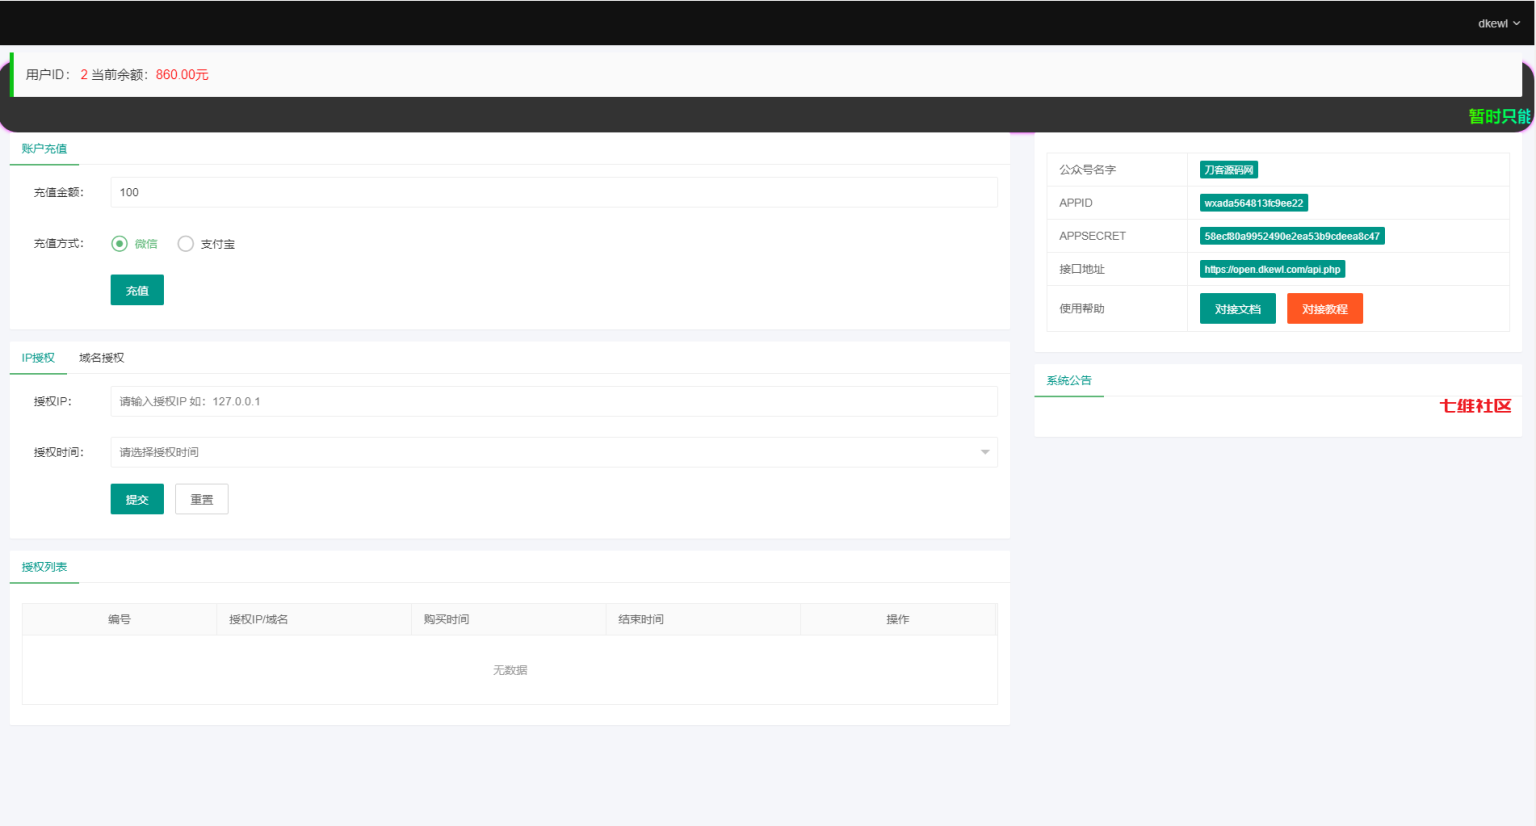 dkewl
用户ID： 2 当前余额：860.00元
暂时只能
账户充值
充值金额： 100
充值方式： 微信 支付宝
充值
IP授权 域名授权
授权IP： 请输入授权IP 如：127.0.0.1
授权时间： 请选择授权时间
提交 重置
授权列表
编号 授权IP/域名 购买时间 结束时间 操作
无数据
公众号名字 刀客源码网
APPID wxada564813fc9ee22
APPSECRET 58ecf80a9952490e2ea53b9cdeea8c47
接口地址 https://open.dkewl.com/api.php
使用帮助 对接文档 对接教程
系统公告
七维社区